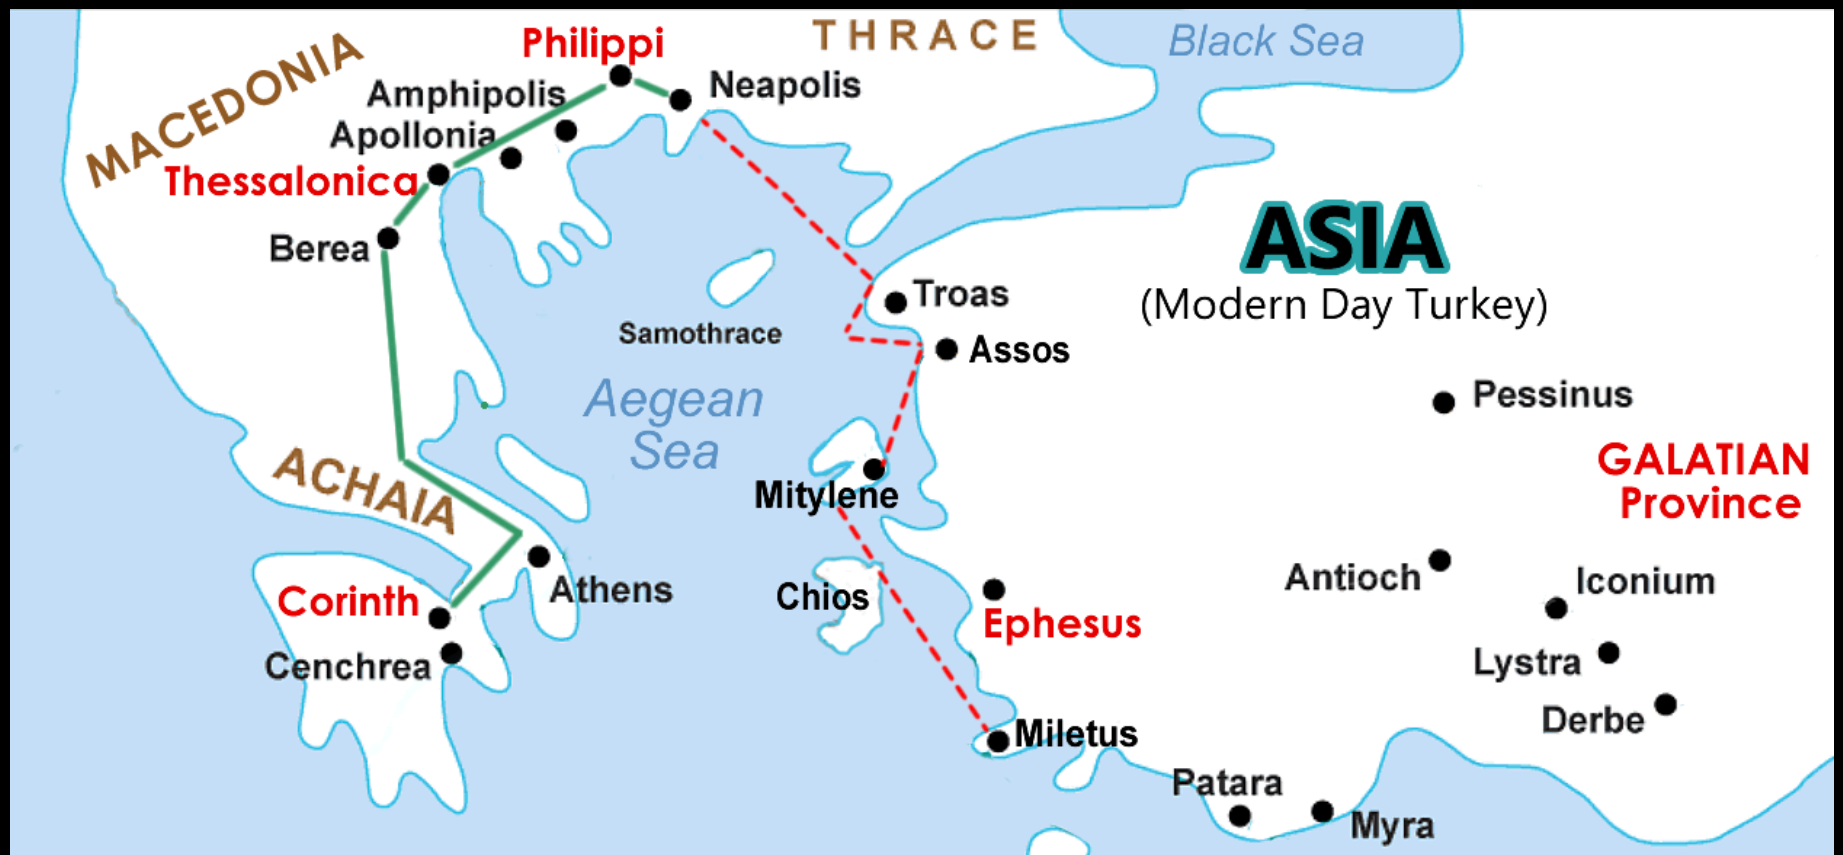 THRACE
Black Sea
Philippi
MACEDONIA
Neapolis
Amphipolis
Apollonia
Thessalonica
Berea
ASIA
(Modern Day Turkey)
Troas
Samothrace
Assos
Aegean
Sea
Pessinus
GALATIAN
Province
ACHAIA
Mitylene
Antioch
Iconium
Athens
Chios
Corinth
Ephesus
Cenchrea
Lystra
Derbe
Miletus
Patara
Myra